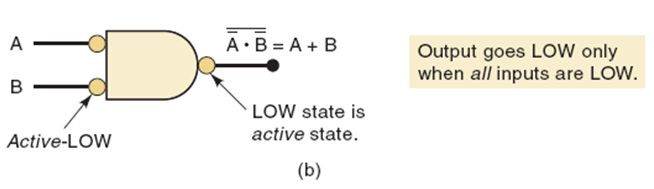 A
B
Active-LOW
A̅ · B̅ = A + B
LOW state is
active state.
(b)
Output goes LOW only
when all inputs are LOW.